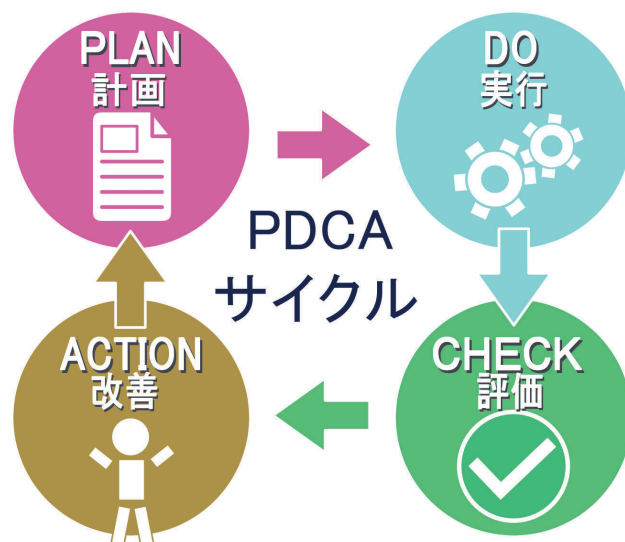 PLAN
計画
DO
実行
PDCA
サイクル
ACTION
改善
CHECK
評価